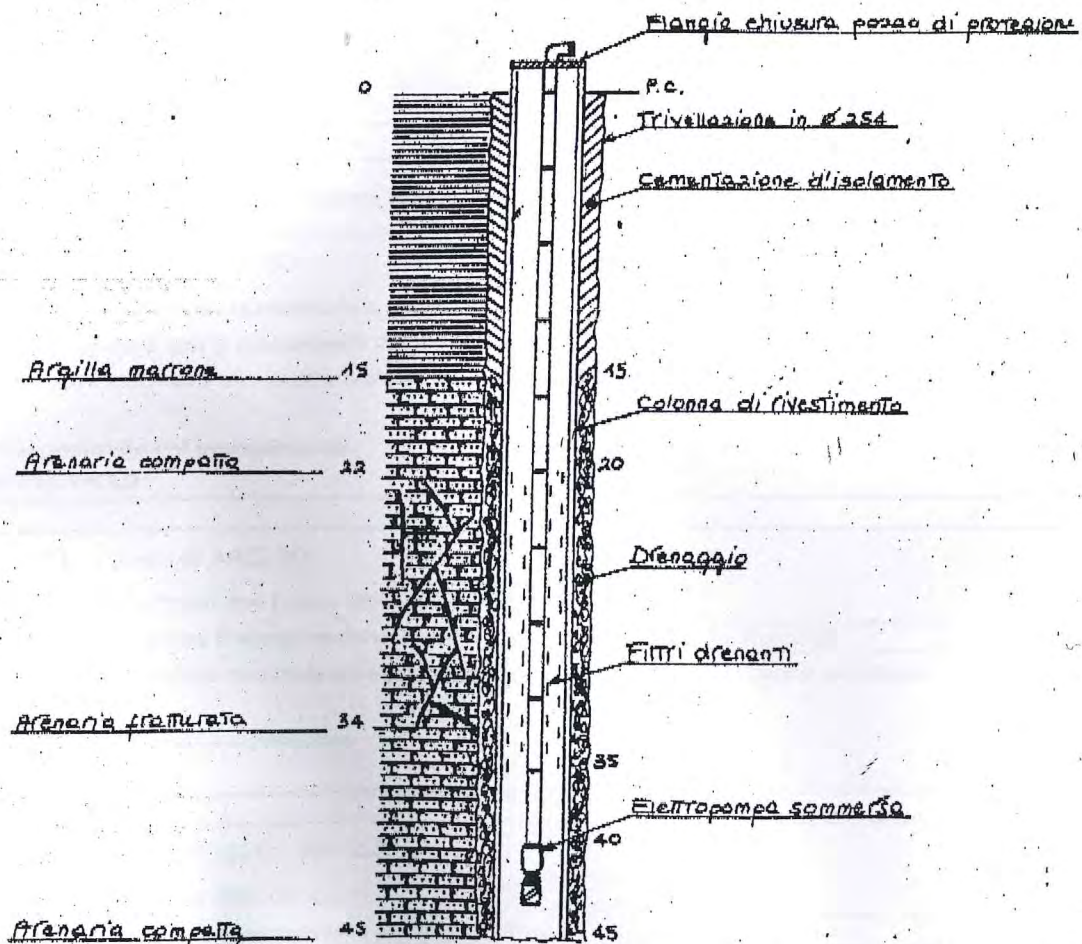 Flangia chiusura pozzo di protezione
0
P.C.
Trivellazione in Ø 254
Cementazione d'isolamento
Argilla marrone
15
15
Colonna di rivestimento
Arenaria compatta
22
20
Drenaggio
Filtri drenanti
Arenaria fratturata
34
35
Elettropompa sommersa
40
Arenaria compatta
45
45